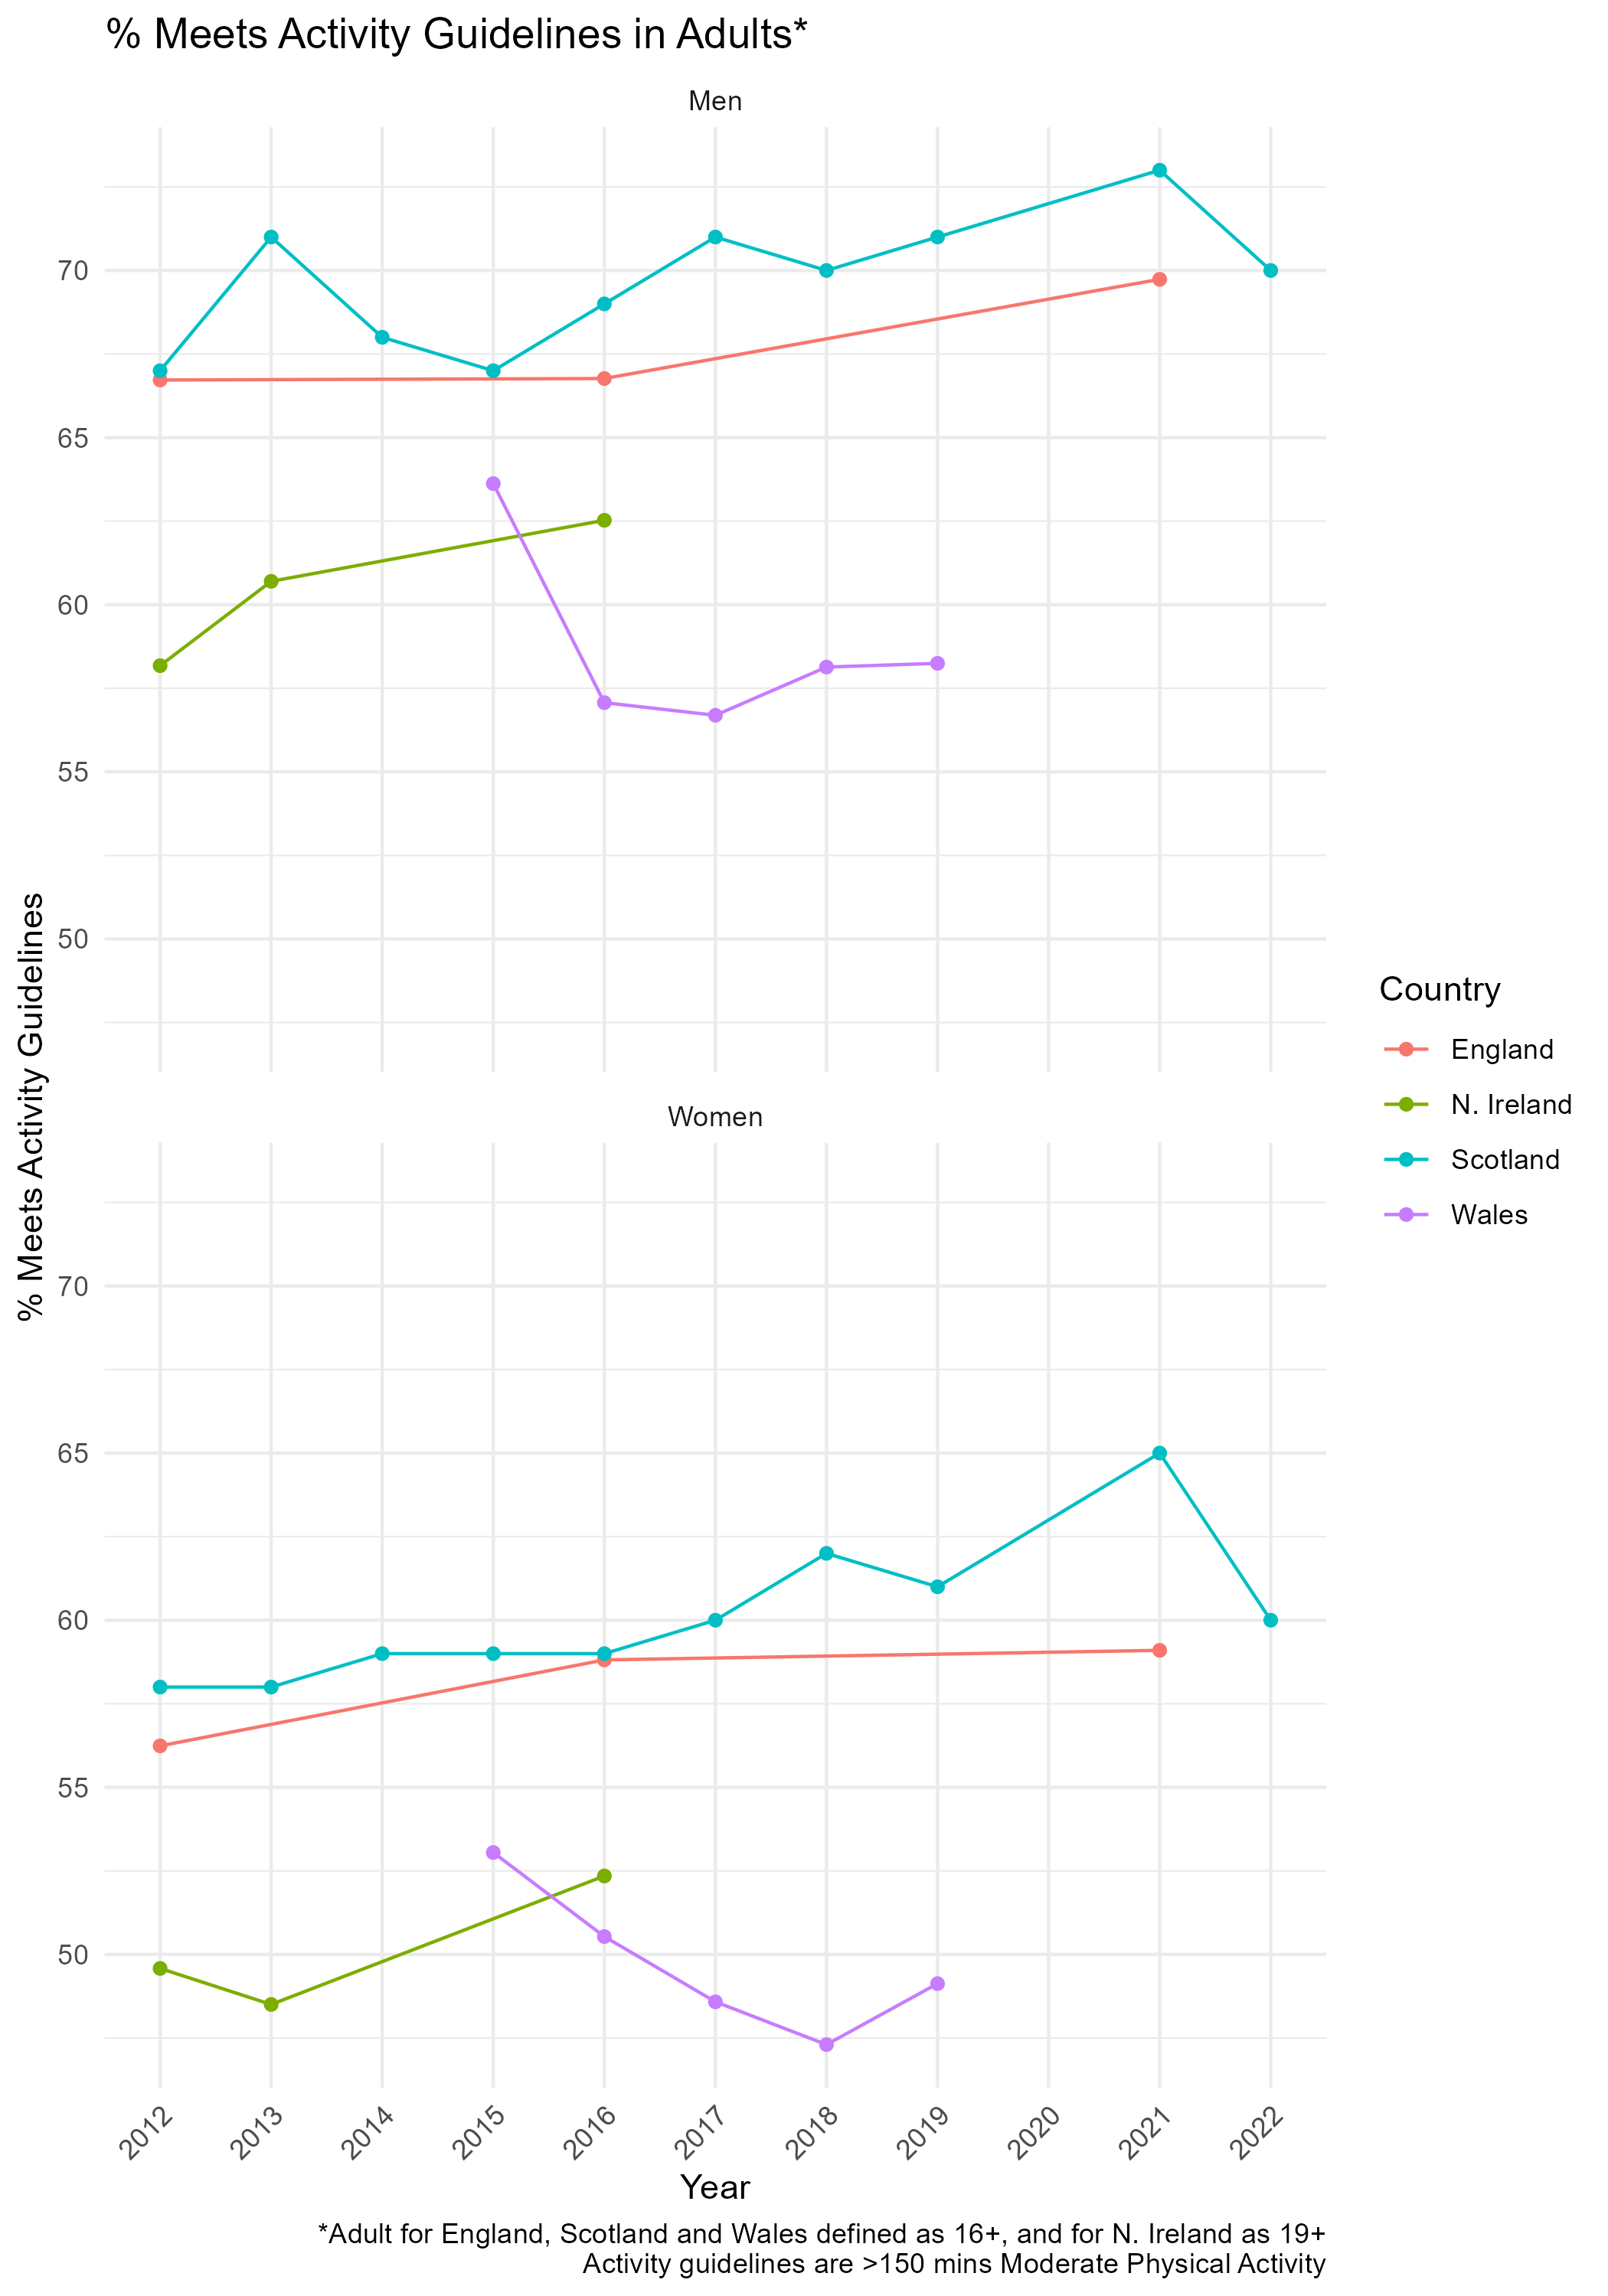 % Meets Activity Guidelines in Adults*
Men
70
65
60
55
50
% Meets Activity Guidelines
Women
70
65
60
55
50
2012
2013
2014
2015
2016
2017
2018
2019
2020
2021
2022
Year
Country
England
N. Ireland
Scotland
Wales
*Adult for England, Scotland and Wales defined as 16+, and for N. Ireland as 19+
Activity guidelines are >150 mins Moderate Physical Activity